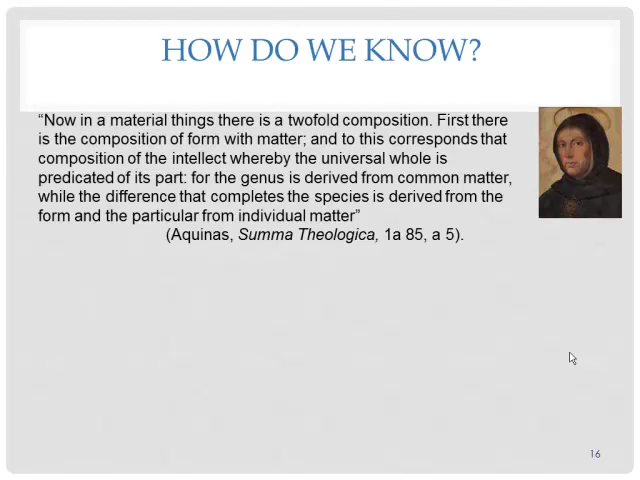 HOW DO WE KNOW?
“Now in a material things there is a twofold composition. First there
is the composition of form with matter; and to this corresponds that
composition of the intellect whereby the universal whole is
predicated of its part: for the genus is derived from common matter,
while the difference that completes the species is derived from the
form and the particular from individual matter”
(Aquinas, Summa Theologica, 1a 85, a 5).
16